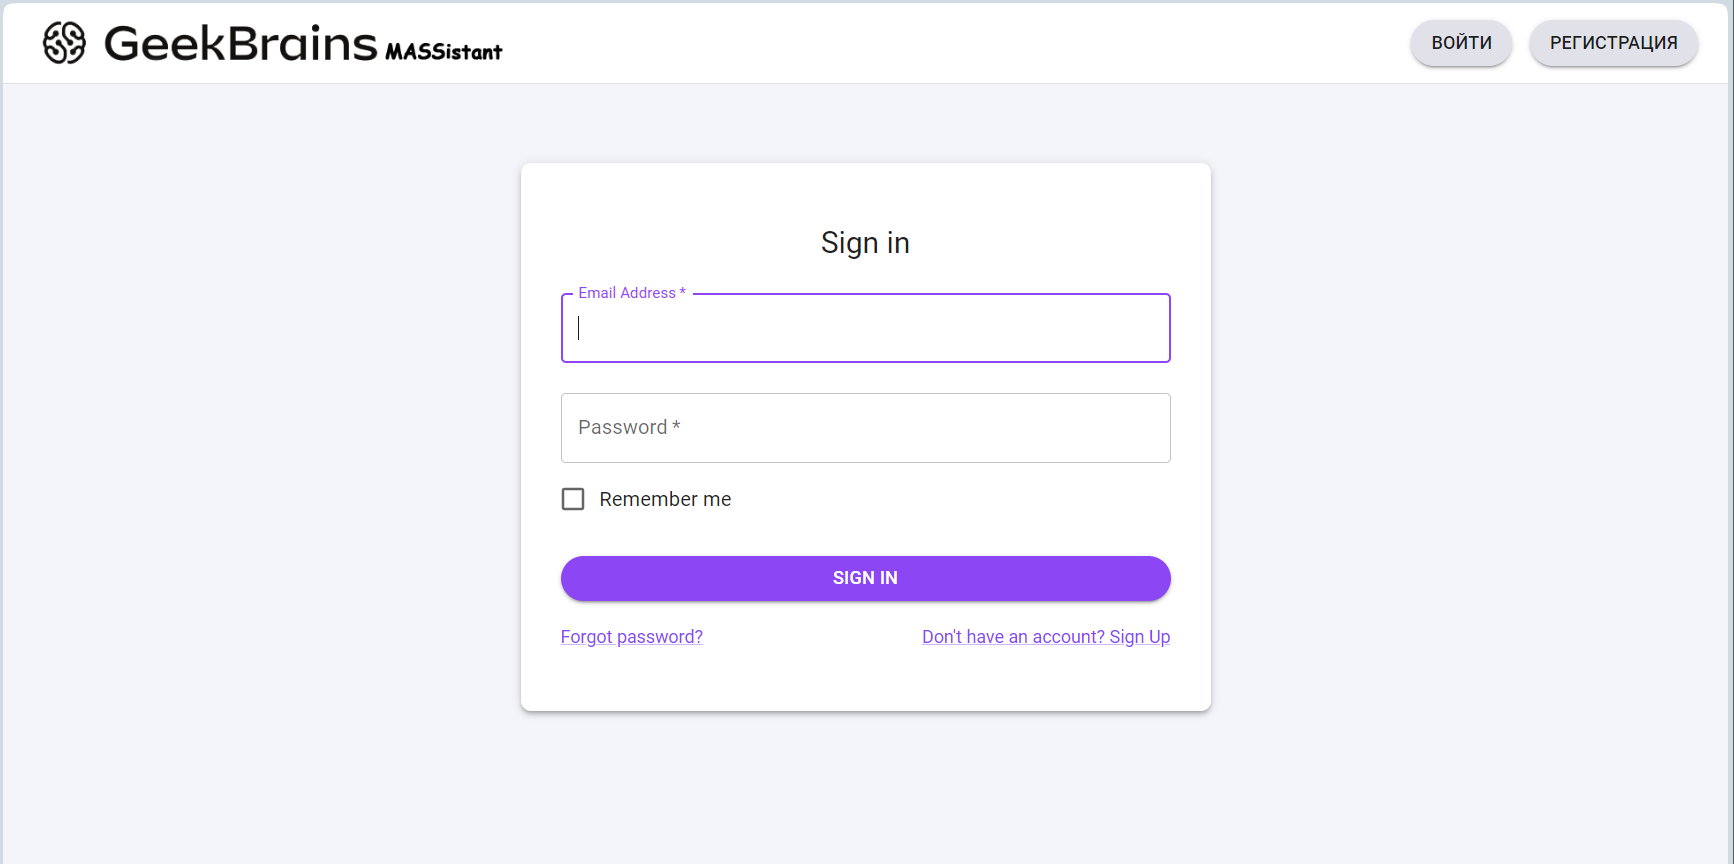 GeekBrains MASSistant
ВОЙТИ
РЕГИСТРАЦИЯ
Sign in
Email Address *
Password *
Remember me
SIGN IN
Forgot password?
Don't have an account? Sign Up